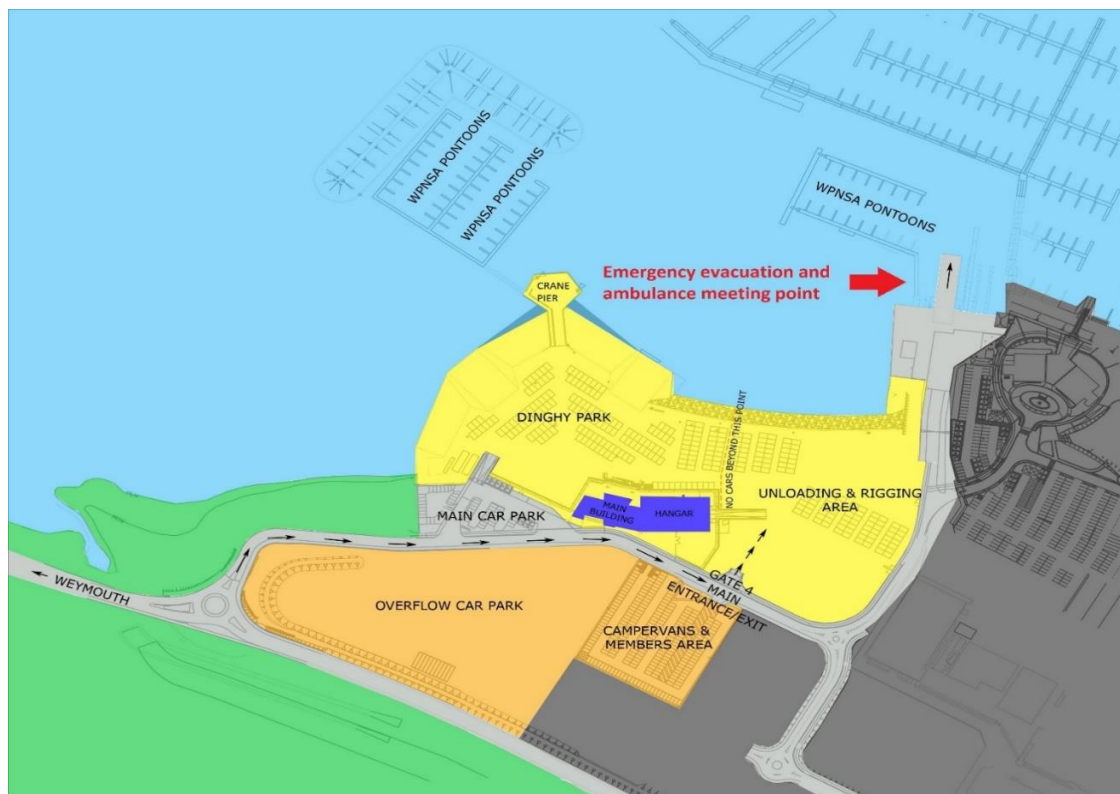 WPNSA PONTOONS
WPNSA PONTOONS
WPNSA PONTOONS
Emergency evacuation and
ambulance meeting point
CRANE
PIER
DINGHY PARK
NO CARS BEYOND THIS POINT
UNLOADING & RIGGING
AREA
MAIN CAR PARK
MAIN
BUILDING
HANGAR
GATE 4
MAIN
ENTRANCE/EXIT
WEYMOUTH
OVERFLOW CAR PARK
CAMPERVANS &
MEMBERS AREA